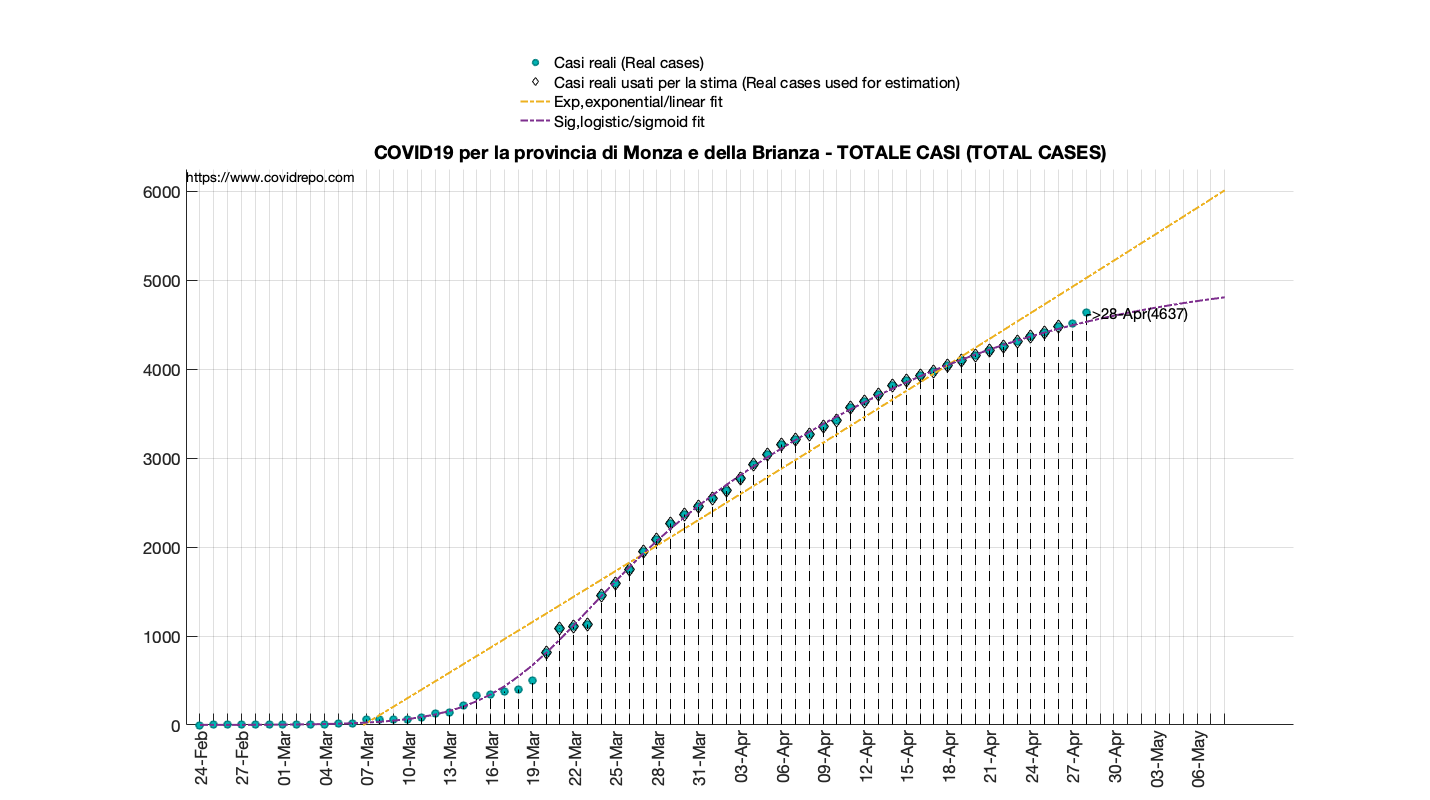 Casi reali (Real cases)
Casi reali usati per la stima (Real cases used for estimation)
Exp,exponential/linear fit
Sig,logistic/sigmoid fit
COVID19 per la provincia di Monza e della Brianza - TOTALE CASI (TOTAL CASES)
https://www.covidrepo.com
6000
5000
4000
3000
2000
1000
0
>28-Apr(4637)
24-Feb
27-Feb
01-Mar
04-Mar
07-Mar
10-Mar
13-Mar
16-Mar
19-Mar
22-Mar
25-Mar
28-Mar
31-Mar
03-Apr
06-Apr
09-Apr
12-Apr
15-Apr
18-Apr
21-Apr
24-Apr
27-Apr
30-Apr
03-May
06-May